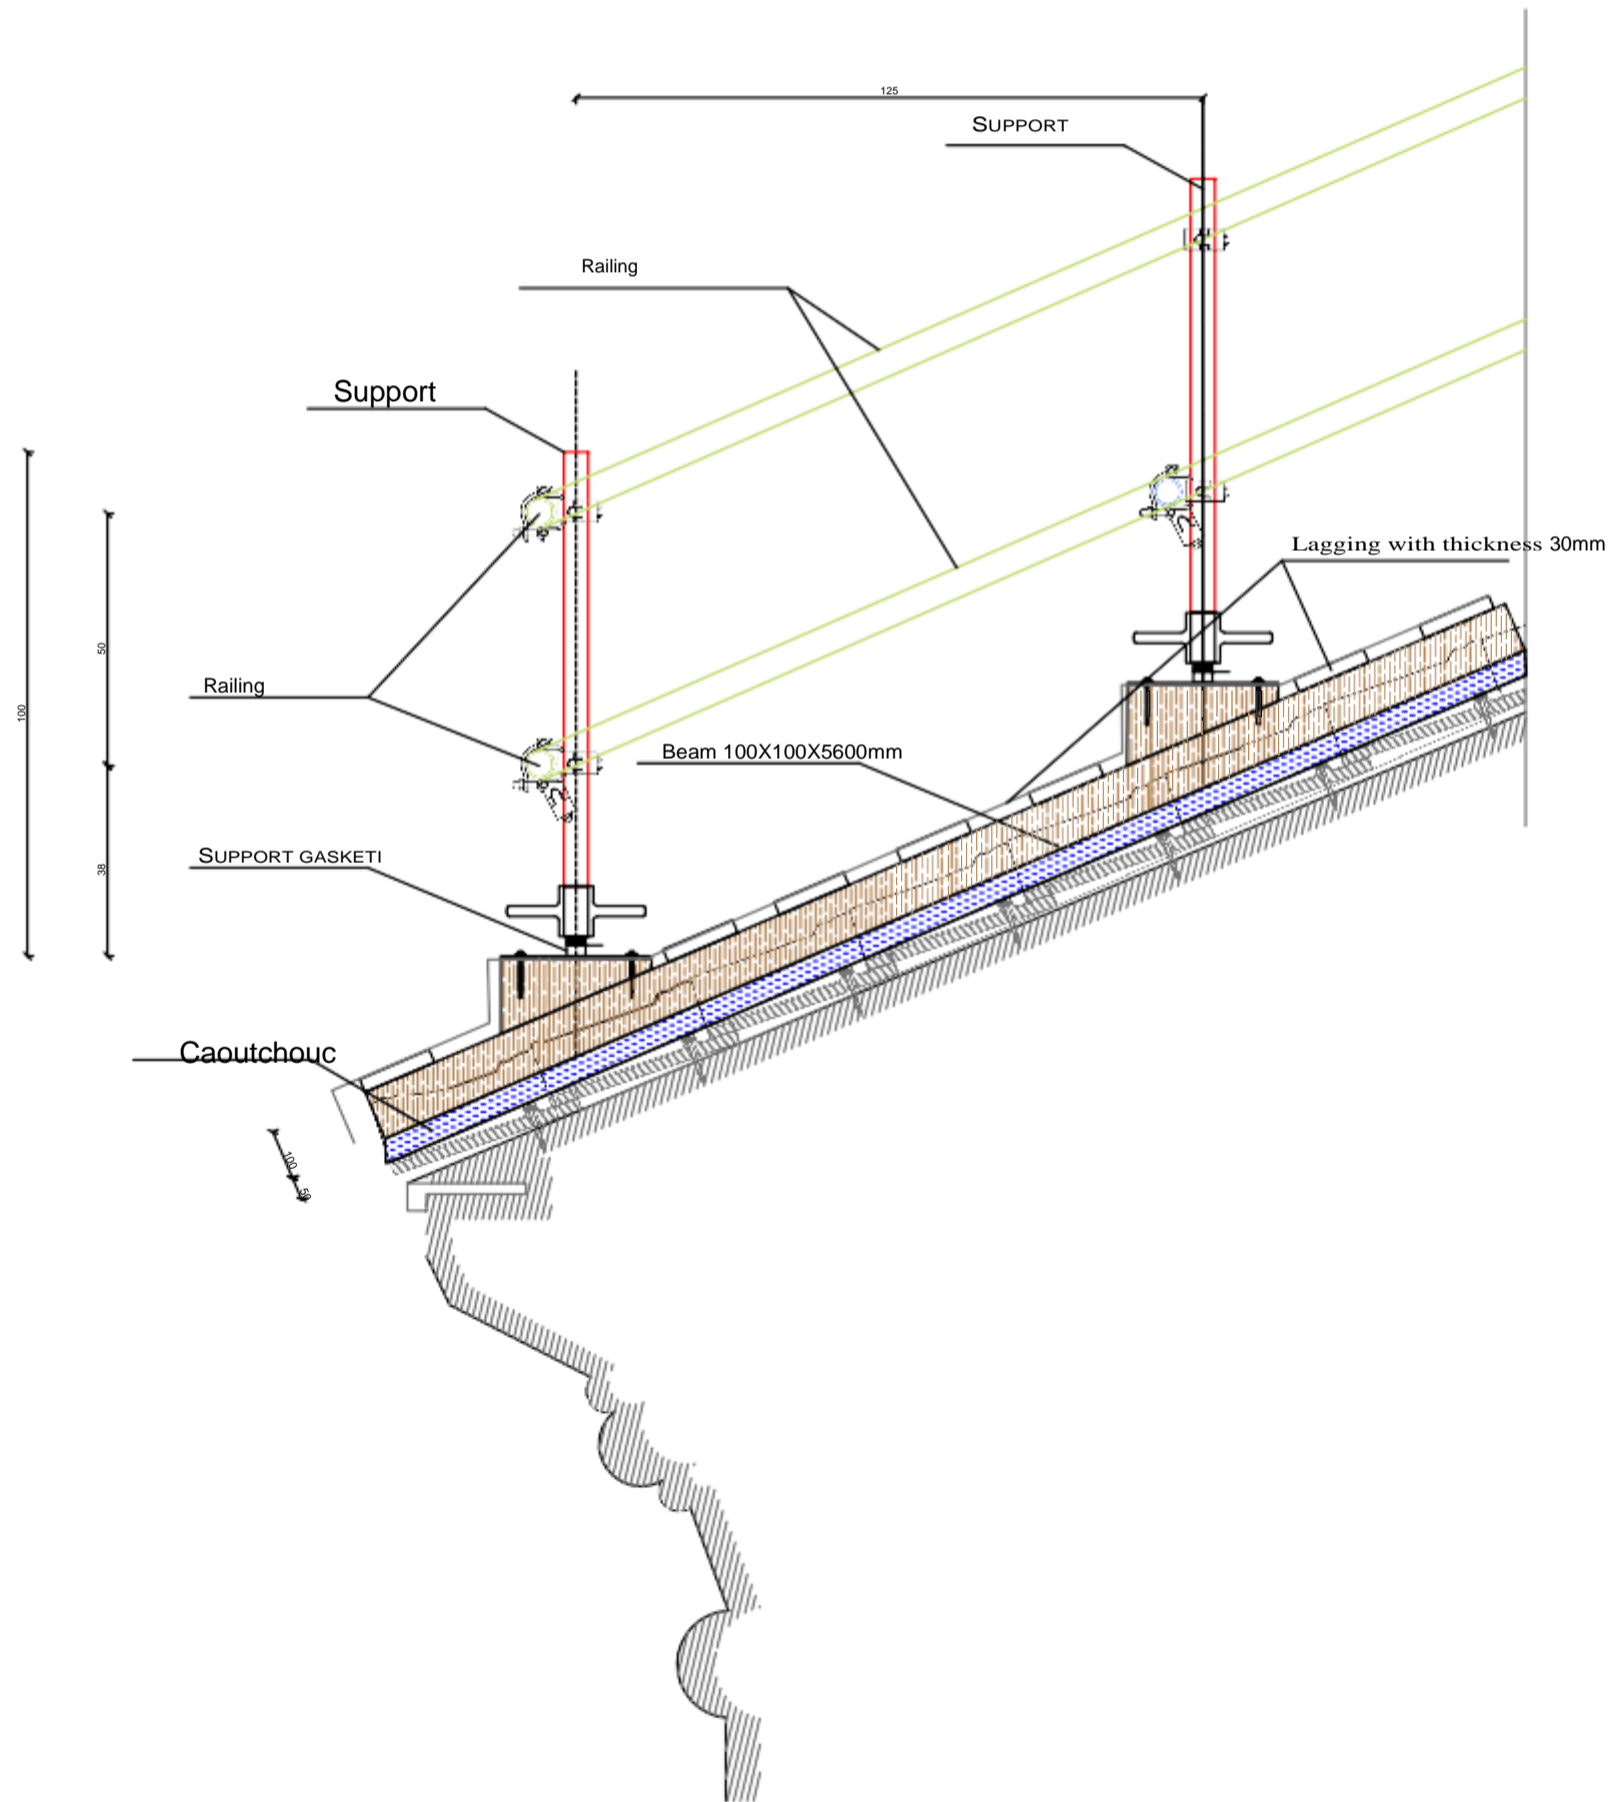 125
SUPPORT
Railing
Support
Lagging with thickness 30mm
50
Railing
100
Beam 100X100X5600mm
SUPPORT GASKETI
38
Caoutchouc
100
50